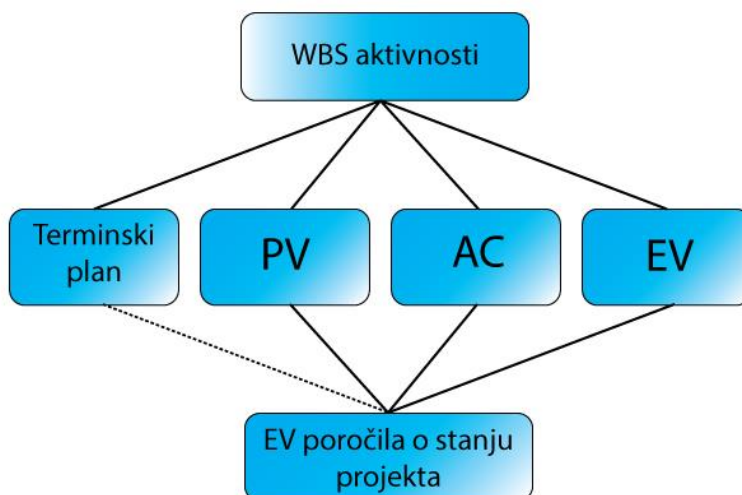 WBS aktivnosti
Terminski
plan
PV
AC
EV
EV poročila o stanju
projekta